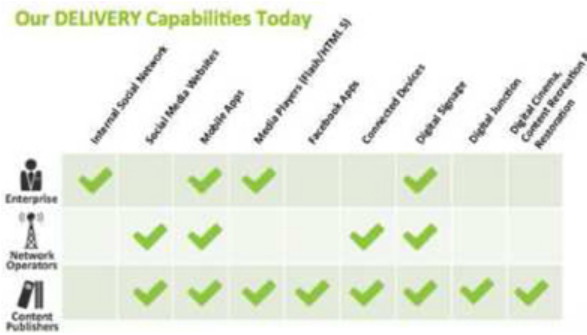 Our DELIVERY Capabilities Today
Internal Social Network
Social Media Websites
Mobile Apps
Media Players (Flash/HTML 5)
Facebook Apps
Connected Devices
Digital Signage
Digital Junction
Digital Cinema,
Content Recreation &
Restoration
Enterprise
Network
Operators
Content
Publishers